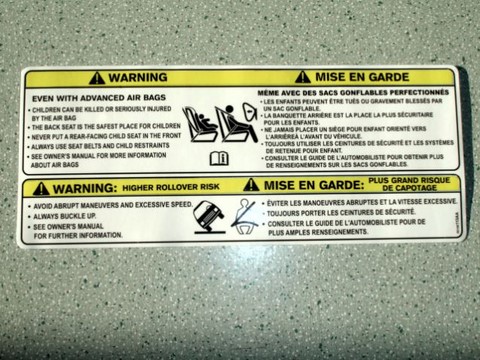 WARNING
EVEN WITH ADVANCED AIR BAGS
• CHILDREN CAN BE KILLED OR SERIOUSLY INJURED
BY THE AIR BAG
• THE BACK SEAT IS THE SAFEST PLACE FOR CHILDREN
• NEVER PUT A REAR-FACING CHILD SEAT IN THE FRONT
• ALWAYS USE SEAT BELTS AND CHILD RESTRAINTS
• SEE OWNER'S MANUAL FOR MORE INFORMATION
ABOUT AIR BAGS
MISE EN GARDE
MÊME AVEC DES SACS GONFLABLES PERFECTIONNÉS
• LES ENFANTS PEUVENT ÊTRE TUÉS OU GRAVEMENT BLESSÉS PAR
UN SAC GONFLABLE.
• LA BANQUETTE ARRIÈRE EST LA PLACE LA PLUS SÉCURITAIRE
POUR LES ENFANTS.
• NE JAMAIS PLACER UN SIÈGE POUR ENFANT ORIENTÉ VERS
L'ARRIÈRE À L'AVANT DU VÉHICULE.
• TOUJOURS UTILISER LES CEINTURES DE SÉCURITÉ ET LES SYSTÈMES
DE RETENUE POUR ENFANT.
• CONSULTER LE GUIDE DE L'AUTOMOBILISTE POUR OBTENIR PLUS
DE RENSEIGNEMENTS SUR LES SACS GONFLABLES.
WARNING: HIGHER ROLLOVER RISK
• AVOID ABRUPT MANEUVERS AND EXCESSIVE SPEED.
• ALWAYS BUCKLE UP.
• SEE OWNER'S MANUAL
FOR FURTHER INFORMATION.
MISE EN GARDE: PLUS GRAND RISQUE
DE CAPOTAGE
• ÉVITER LES MANOEUVRES ABRUPTES ET LA VITESSE EXCESSIVE.
• TOUJOURS PORTER LES CEINTURES DE SÉCURITÉ.
• CONSULTER LE GUIDE DE L'AUTOMOBILISTE POUR DE
PLUS AMPLES RENSEIGNEMENTS.